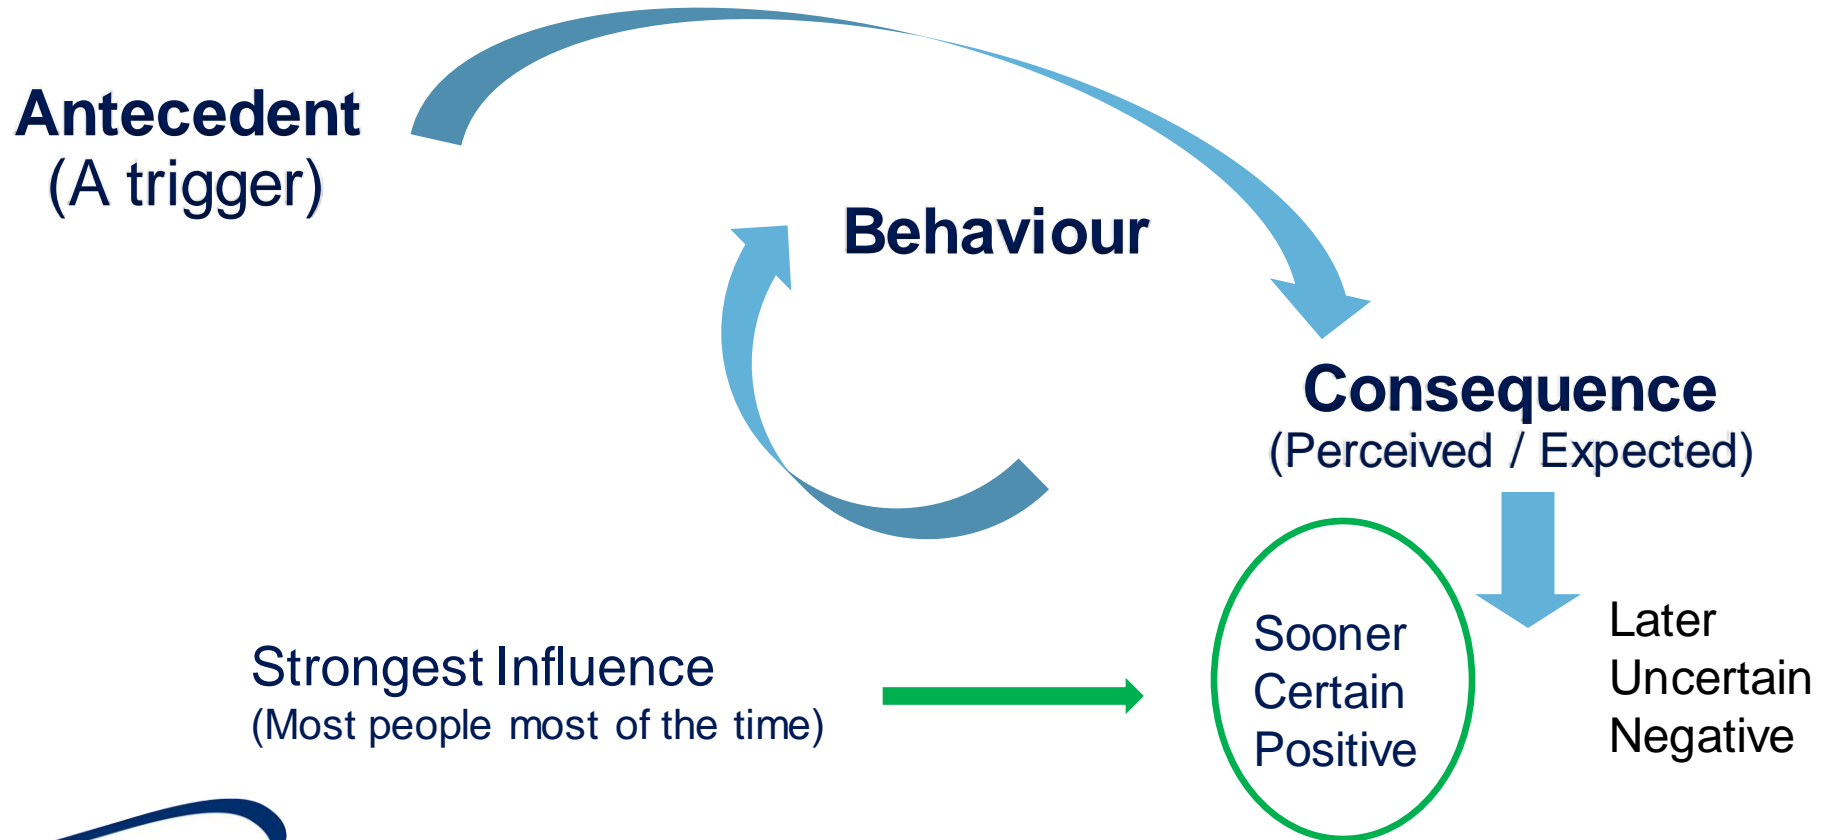 Antecedent
(A trigger)
Behaviour
Consequence
(Perceived / Expected)
Strongest Influence
(Most people most of the time)
Sooner
Certain
Positive
Later
Uncertain
Negative